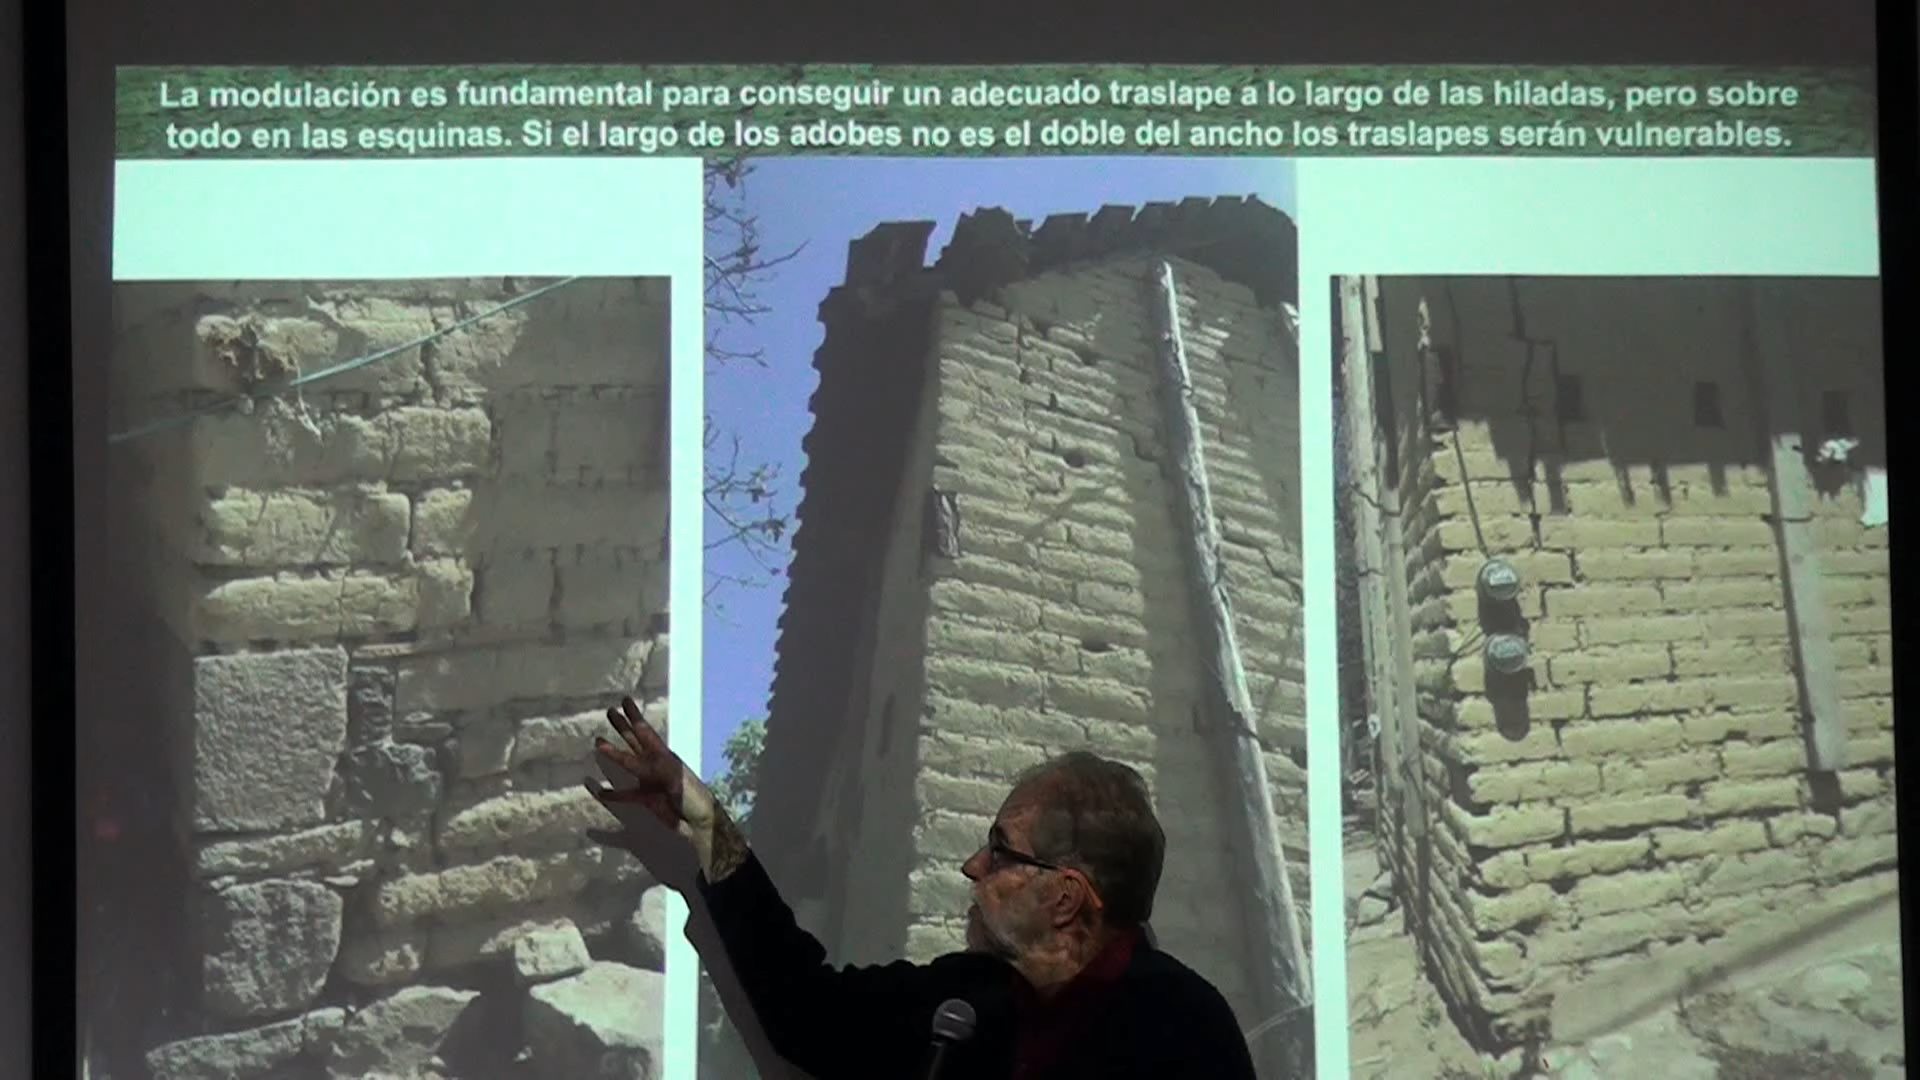 La modulación es fundamental para conseguir un adecuado traslape a lo largo de las hiladas, pero sobre
todo en las esquinas. Si el largo de los adobes no es el doble del ancho los traslapes serán vulnerables.